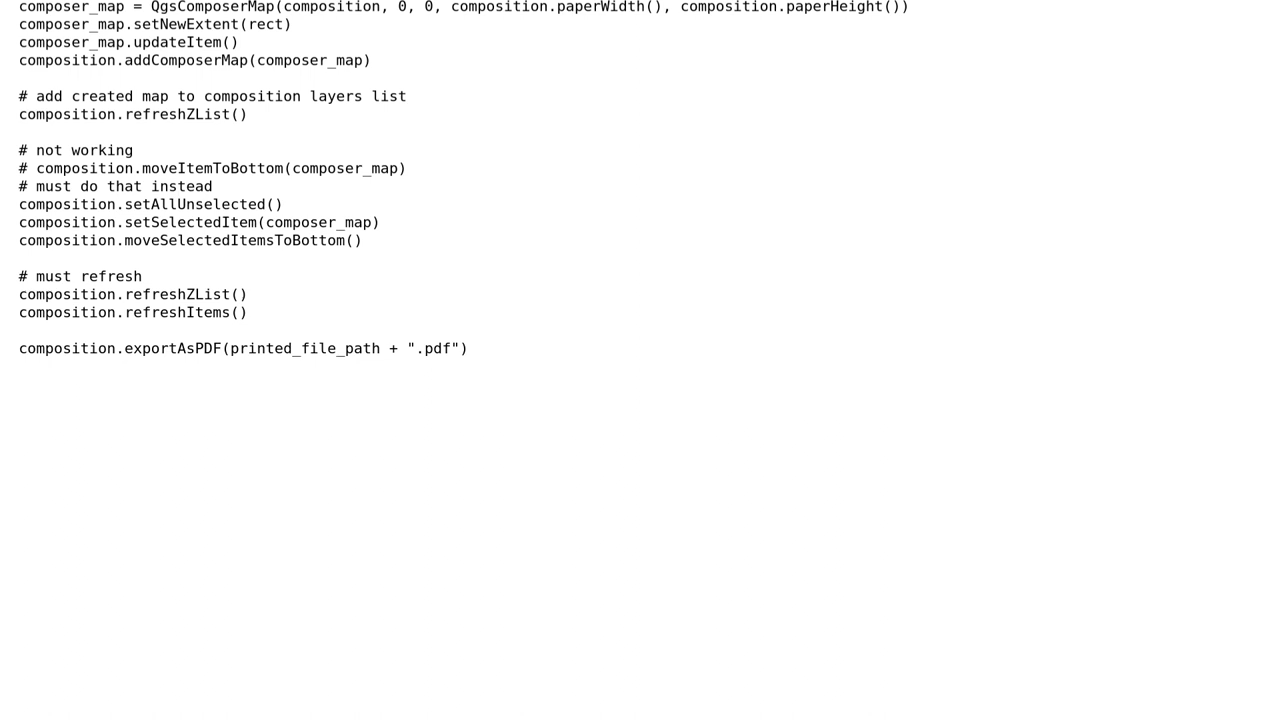 composer_map = QgsComposerMap(composition, 0, 0, composition.paperWidth(), composition.paperHeight())
composer_map.setNewExtent(rect)
composer_map.updateItem()
composition.addComposerMap(composer_map)

# add created map to composition layers list
composition.refreshZList()

# not working
# composition.moveItemToBottom(composer_map)
# must do that instead
composition.setAllUnselected()
composition.setSelectedItem(composer_map)
composition.moveSelectedItemsToBottom()

# must refresh
composition.refreshZList()
composition.refreshItems()

composition.exportAsPDF(printed_file_path + ".pdf")